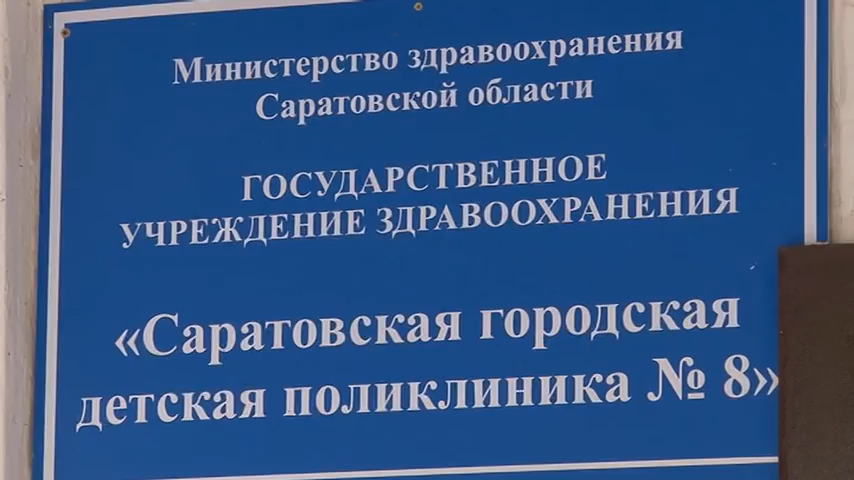 Министерство здравоохранения
Саратовской области
ГОСУДАРСТВЕННОЕ
УЧРЕЖДЕНИЕ ЗДРАВООХРАНЕНИЯ
«Саратовская городская
детская поликлиника № 8»